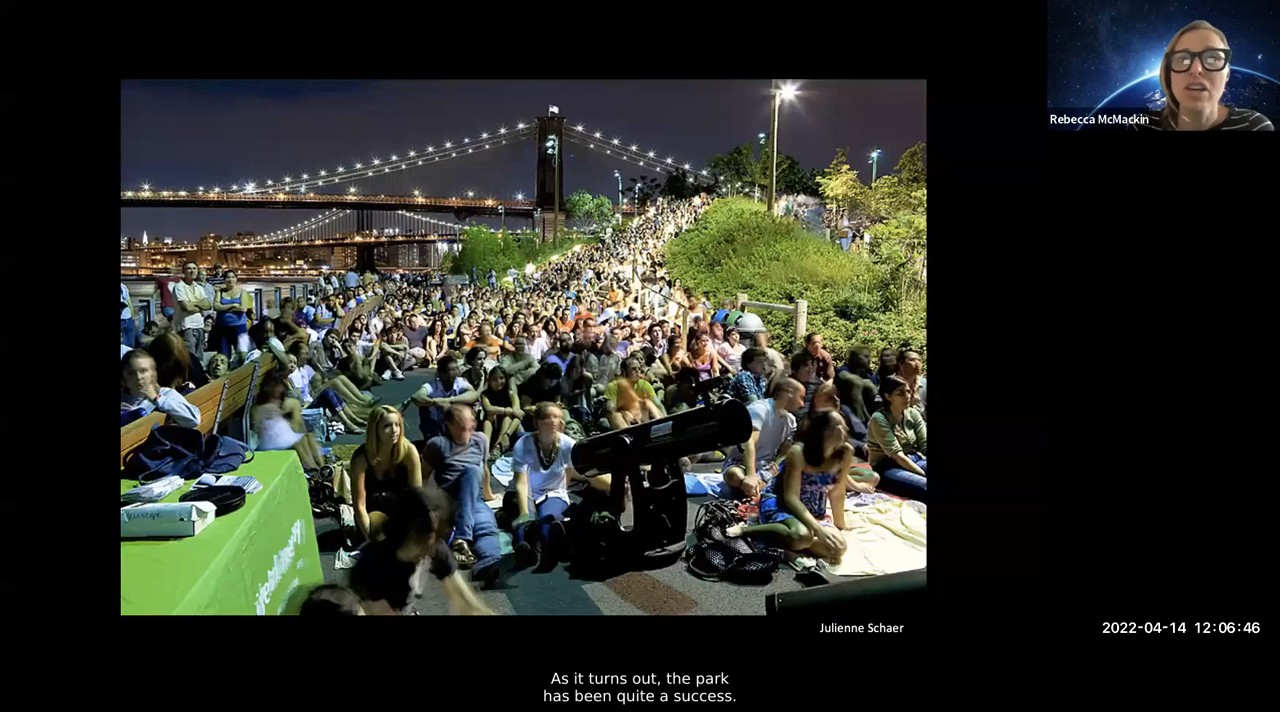 Rebecca McMackin
Julienne Schaer
2022-04-14 12:06:46
As it turns out, the park
has been quite a success.